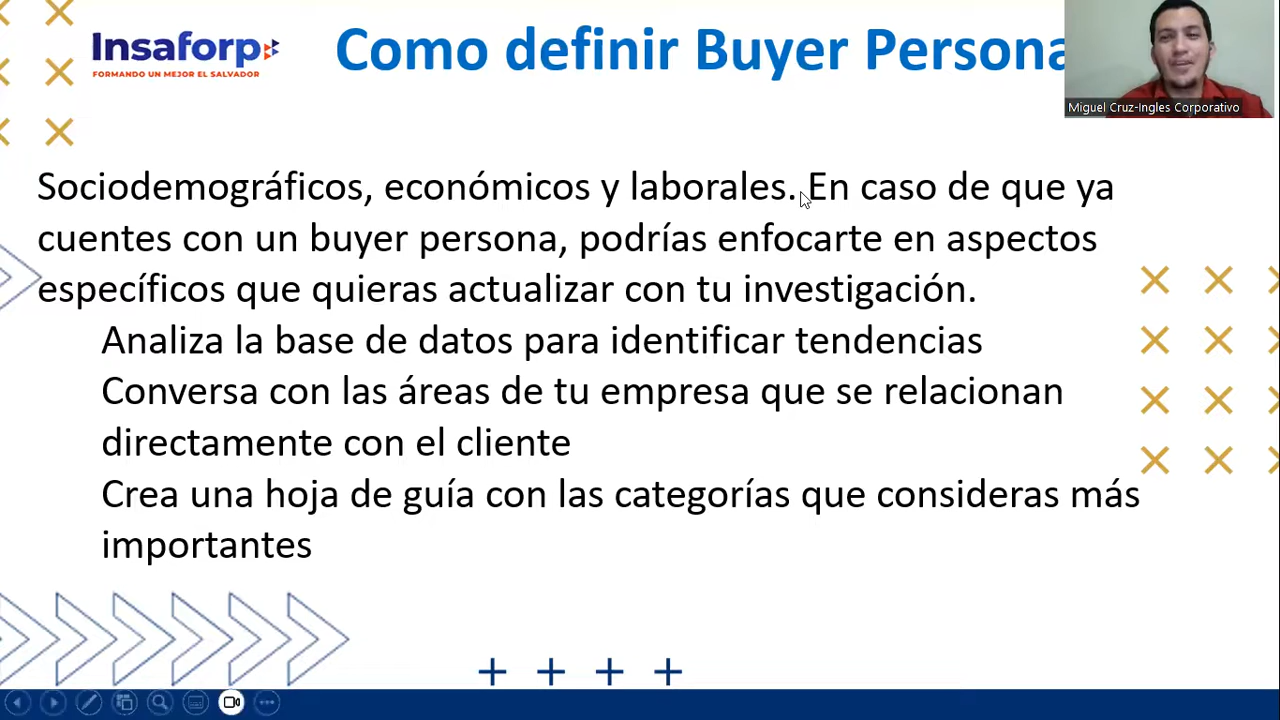 Insaforp
FORMANDO UN MEJOR EL SALVADOR
Como definir Buyer Persona
Miguel Cruz-Ingles Corporativo
Sociodemográficos, económicos y laborales. En caso de que ya
cuentes con un buyer persona, podrías enfocarte en aspectos
específicos que quieras actualizar con tu investigación.
Analiza la base de datos para identificar tendencias
Conversa con las áreas de tu empresa que se relacionan
directamente con el cliente
Crea una hoja de guía con las categorías que consideras más
importantes